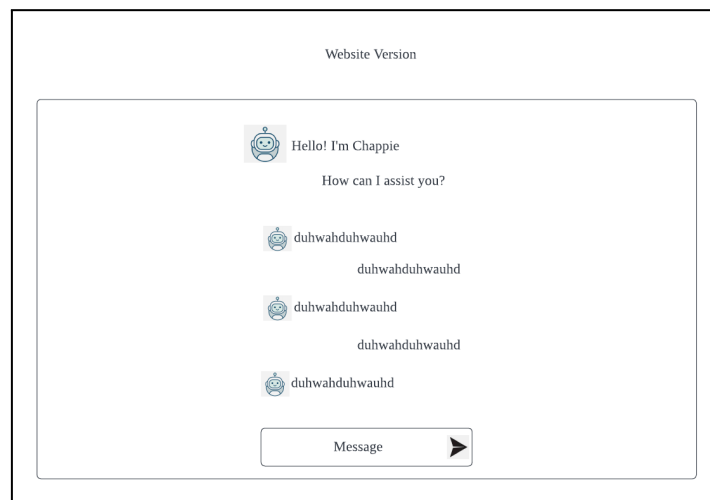 Website Version
Hello! I'm Chappie
How can I assist you?
duhwahduhwauhd
duhwahduhwauhd
duhwahduhwauhd
duhwahduhwauhd
duhwahduhwauhd
Message